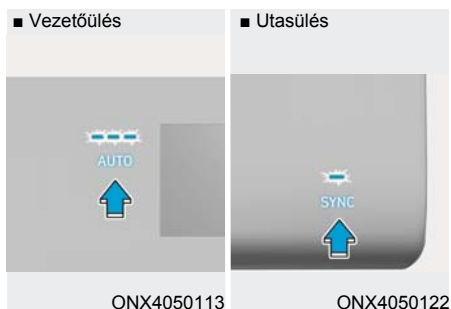 ■ Vezetőülés
■ Utasülés
AUTO
SYNC
ONX4050113
ONX4050122